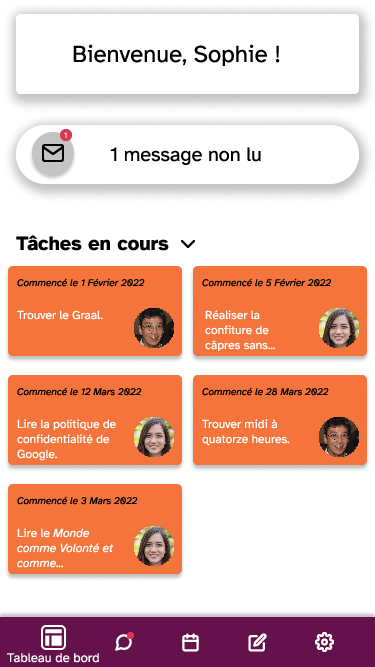 Bienvenue, Sophie !
1
1 message non lu
Tâches en cours
Commencé le 1 Février 2022
Trouver le Graal.
Commencé le 5 Février 2022
Réaliser la
confiture de
câpres sans...
Commencé le 12 Mars 2022
Lire la politique de
confidentialité de
Google.
Commencé le 28 Mars 2022
Trouver midi à
quatorze heures.
Commencé le 3 Mars 2022
Lire le Monde
comme Volonté et
comme...
Tableau de bord